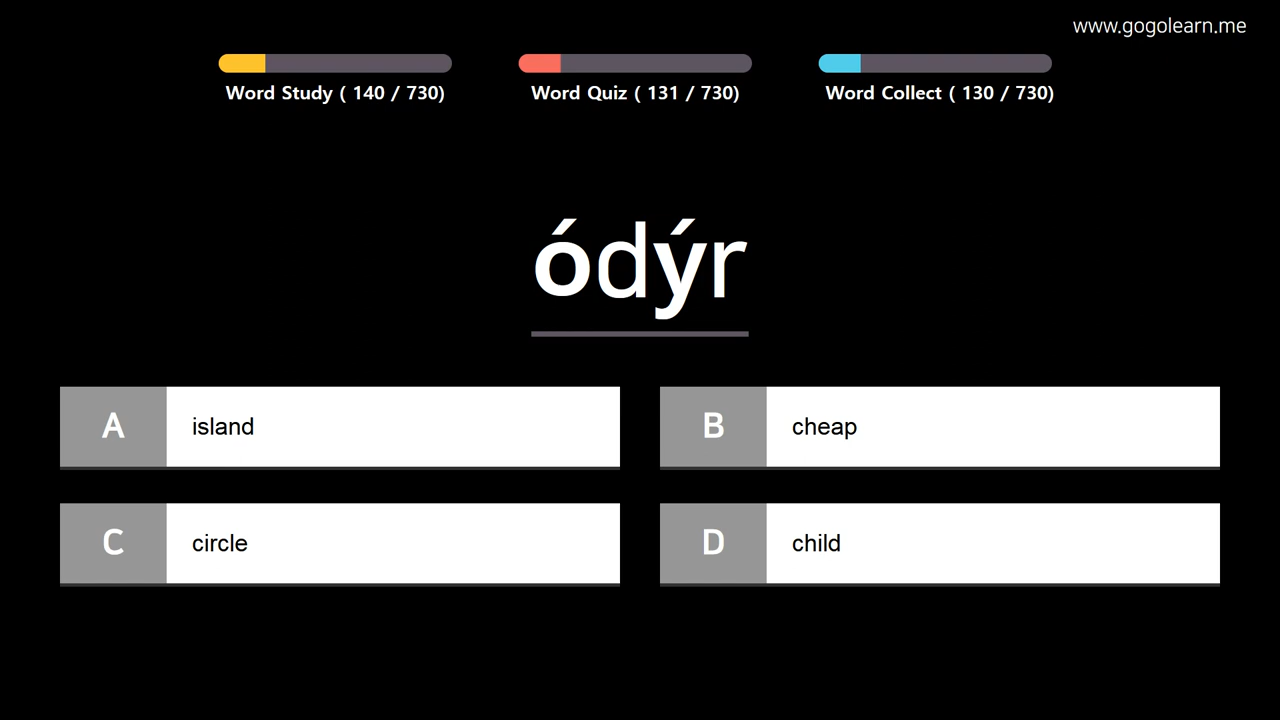 www.gogolearn.me
Word Study ( 140 / 730)
Word Quiz ( 131 / 730)
Word Collect ( 130 / 730)
ódýr
A island
B cheap
C circle
D child